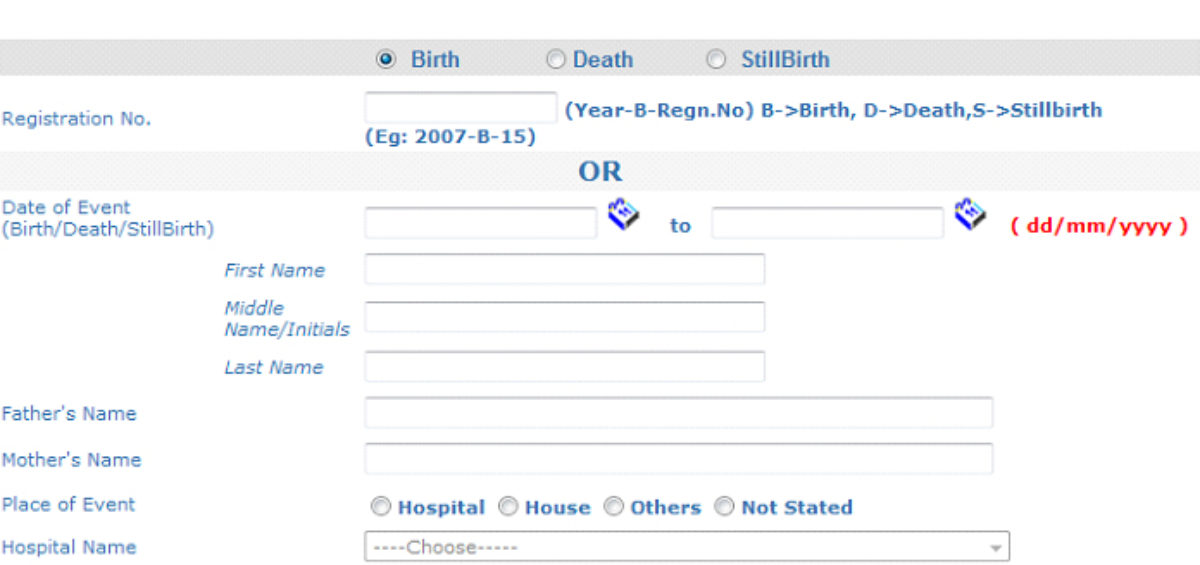 Birth Death StillBirth
Registration No. (Year-B-Regn.No) B->Birth, D->Death,S->Stillbirth
(Eg: 2007-B-15)
OR
Date of Event
(Birth/Death/StillBirth) to ( dd/mm/yyyy )
First Name
Middle
Name/Initials
Last Name
Father's Name
Mother's Name
Place of Event Hospital House Others Not Stated
Hospital Name ----Choose-----